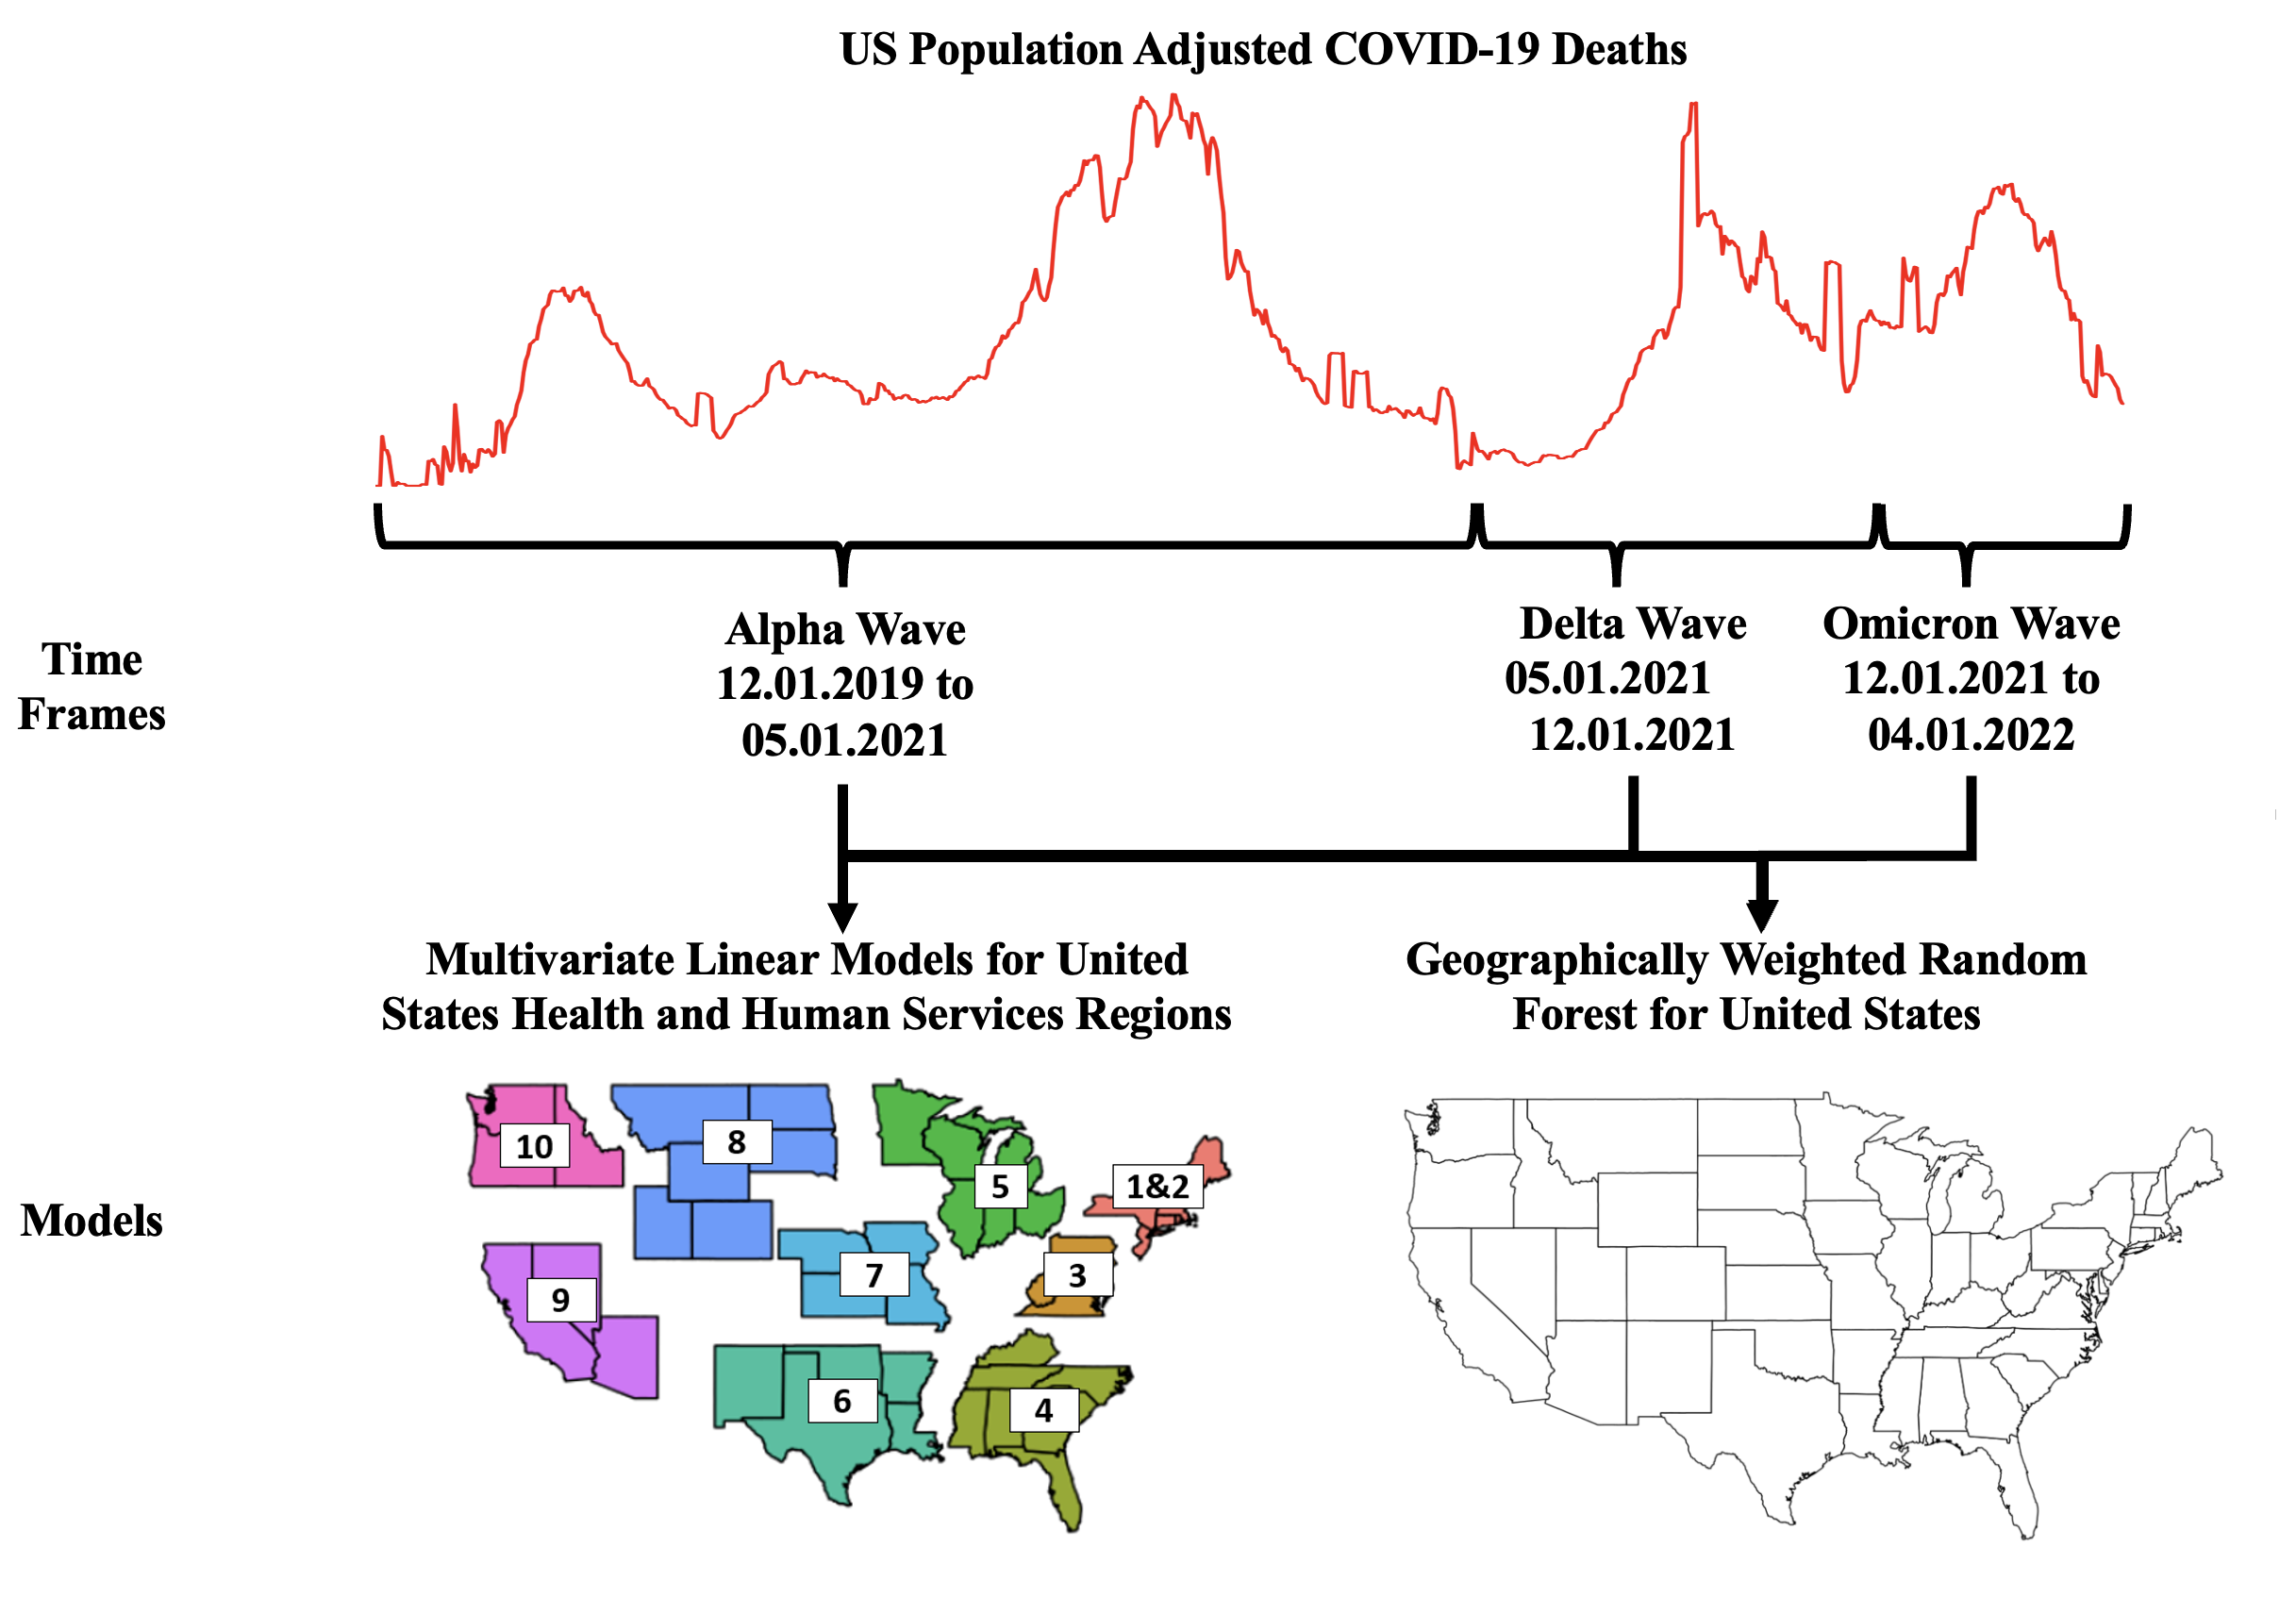 US Population Adjusted COVID-19 Deaths
Time
Frames
Alpha Wave
12.01.2019 to
05.01.2021
Delta Wave
05.01.2021
12.01.2021
Omicron Wave
12.01.2021 to
04.01.2022
Models
Multivariate Linear Models for United
States Health and Human Services Regions
10
8
5
1&2
9
7
3
6
4
Geographically Weighted Random
Forest for United States